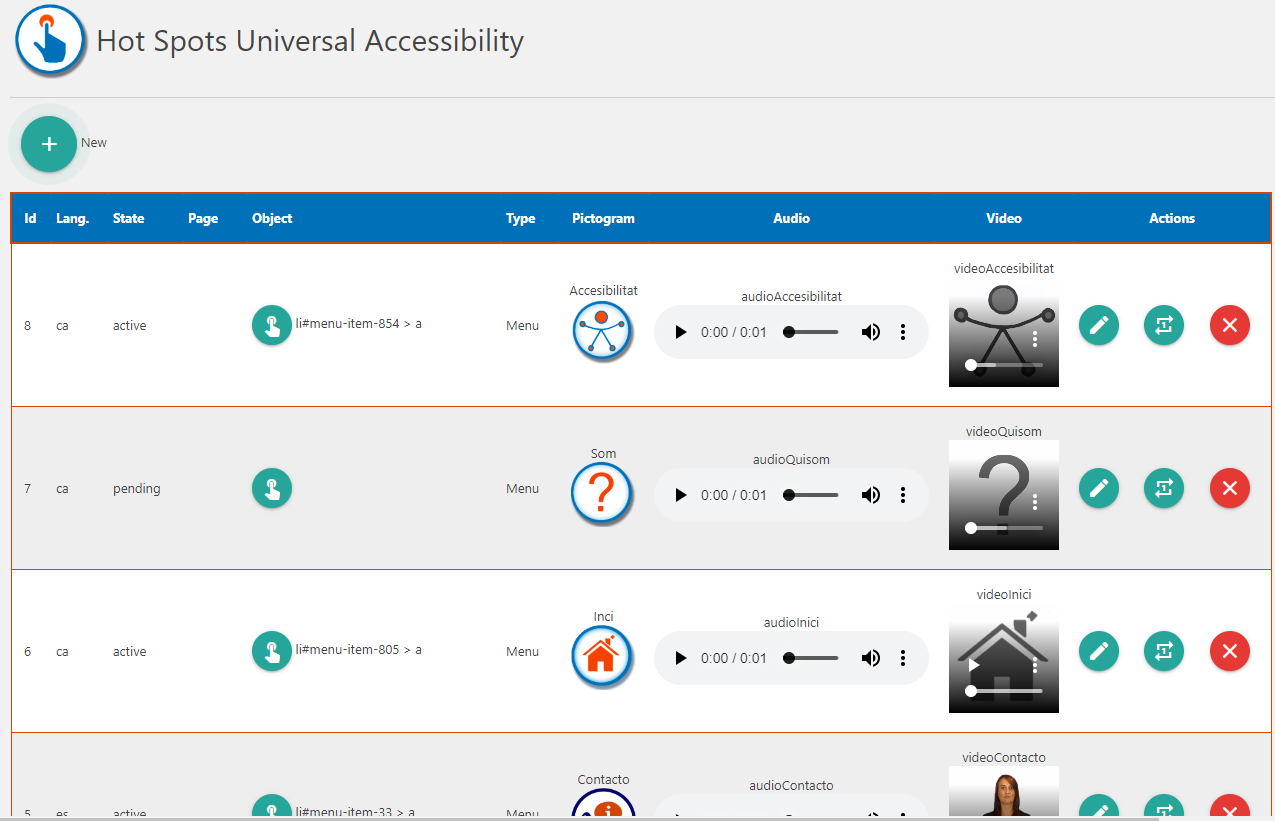 Hot Spots Universal Accessibility
New
Id Lang. State Page Object Type Pictogram Audio Video Actions
videoAccesibilitat
Accesibilitat
audioAccesibilitat
8 ca active li#menu-item-854 > a Menu 0:00 / 0:01
videoQuisom
Som
audioQuisom
7 ca pending Menu 0:00 / 0:01
videoInici
Inci
audioInici
6 ca active li#menu-item-805 > a Menu 0:00 / 0:01
videoContacto
Contacto
audioContacto
5 es active li#menu-item-33 > a Menu